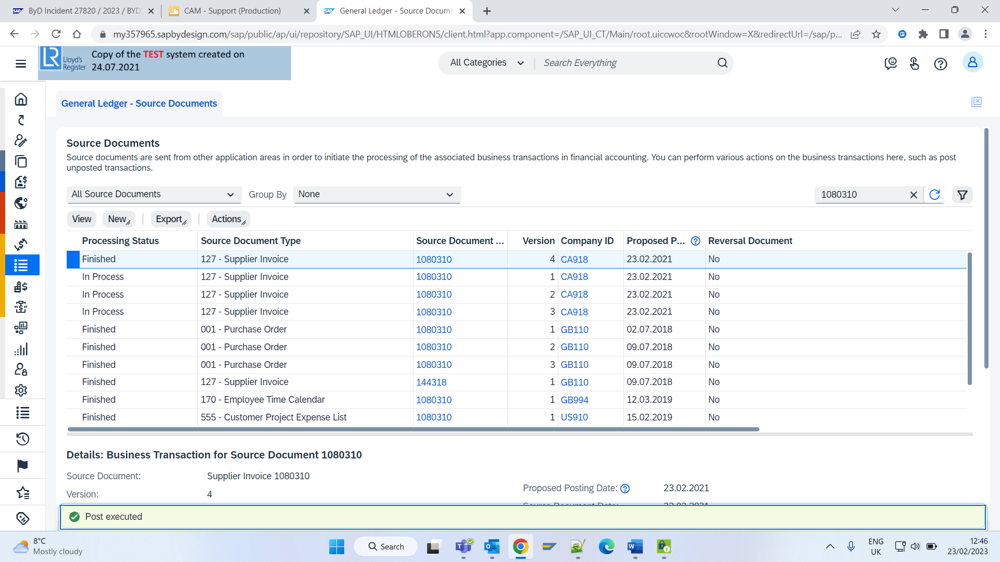 ByD Incident 27820 / 2023 / BYD
CAM - Support (Production)
General Ledger - Source Docume
my357965.sapbydesign.com/sap/public/ap/ui/repository/SAP_UI/HTMLOBERON5/client.html?app.component=/SAP_UI_CT/Main/root.uiccwoc&rootWindow=X&redirectUrl=/sap/p...
LR Lloyd's Register
Copy of the TEST system created on
24.07.2021
All Categories
Search Everything
General Ledger - Source Documents
Source Documents
Source documents are sent from other application areas in order to initiate the processing of the associated business transactions in financial accounting. You can perform various actions on the business transactions here, such as post
unposted transactions.
All Source Documents Group By None 1080310
View New Export Actions
Processing Status Source Document Type Source Document ... Version Company ID Proposed P... Reversal Document
Finished 127 - Supplier Invoice 1080310 4 CA918 23.02.2021 No
In Process 127 - Supplier Invoice 1080310 1 CA918 23.02.2021 No
In Process 127 - Supplier Invoice 1080310 2 CA918 23.02.2021 No
In Process 127 - Supplier Invoice 1080310 3 CA918 23.02.2021 No
Finished 001 - Purchase Order 1080310 1 GB110 02.07.2018 No
Finished 001 - Purchase Order 1080310 2 GB110 09.07.2018 No
Finished 001 - Purchase Order 1080310 3 GB110 09.07.2018 No
Finished 127 - Supplier Invoice 144318 1 GB110 09.07.2018 No
Finished 170 - Employee Time Calendar 1080310 1 GB994 12.03.2019 No
Finished 555 - Customer Project Expense List 1080310 1 US910 15.02.2019 No
Details: Business Transaction for Source Document 1080310
Source Document: Supplier Invoice 1080310
Proposed Posting Date: 23.02.2021
Version: 4
Post executed
8°C
Mostly cloudy
Search
ENG
UK
12:46
23/02/2023